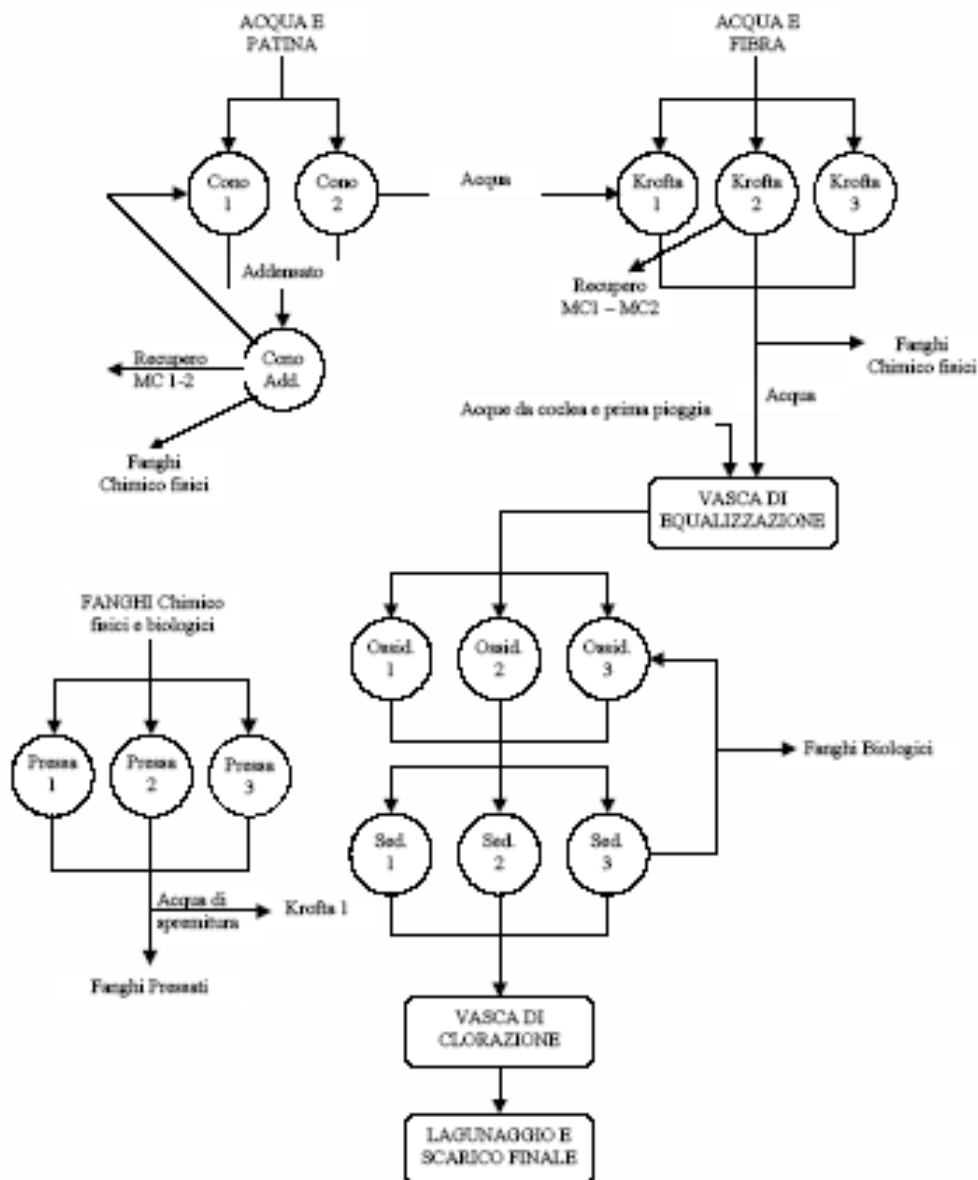 ACQUA E
PATINA
ACQUA E
FIBRA
Cono
1
Cono
2
Acqua
Krofta
1
Krofta
2
Krofta
3
Addensato
Recupero
MC1 – MC2
Cono
Add.
Recupero
MC 1-2
Fanghi
Chimico fisici
Fanghi
Chimico fisici
Acqua
Acque da coclea e prima pioggia
VASCA DI
EQUALIZZAZIONE
FANGHI Chimico
fisici e biologici
Ossid.
1
Ossid.
2
Ossid.
3
Pressa
1
Pressa
2
Pressa
3
Fanghi Biologici
Sed.
1
Sed.
2
Sed.
3
Acqua di
spremitura
Krofta 1
Fanghi Pressati
VASCA DI
CLORAZIONE
LAGUNAGGIO E
SCARICO FINALE